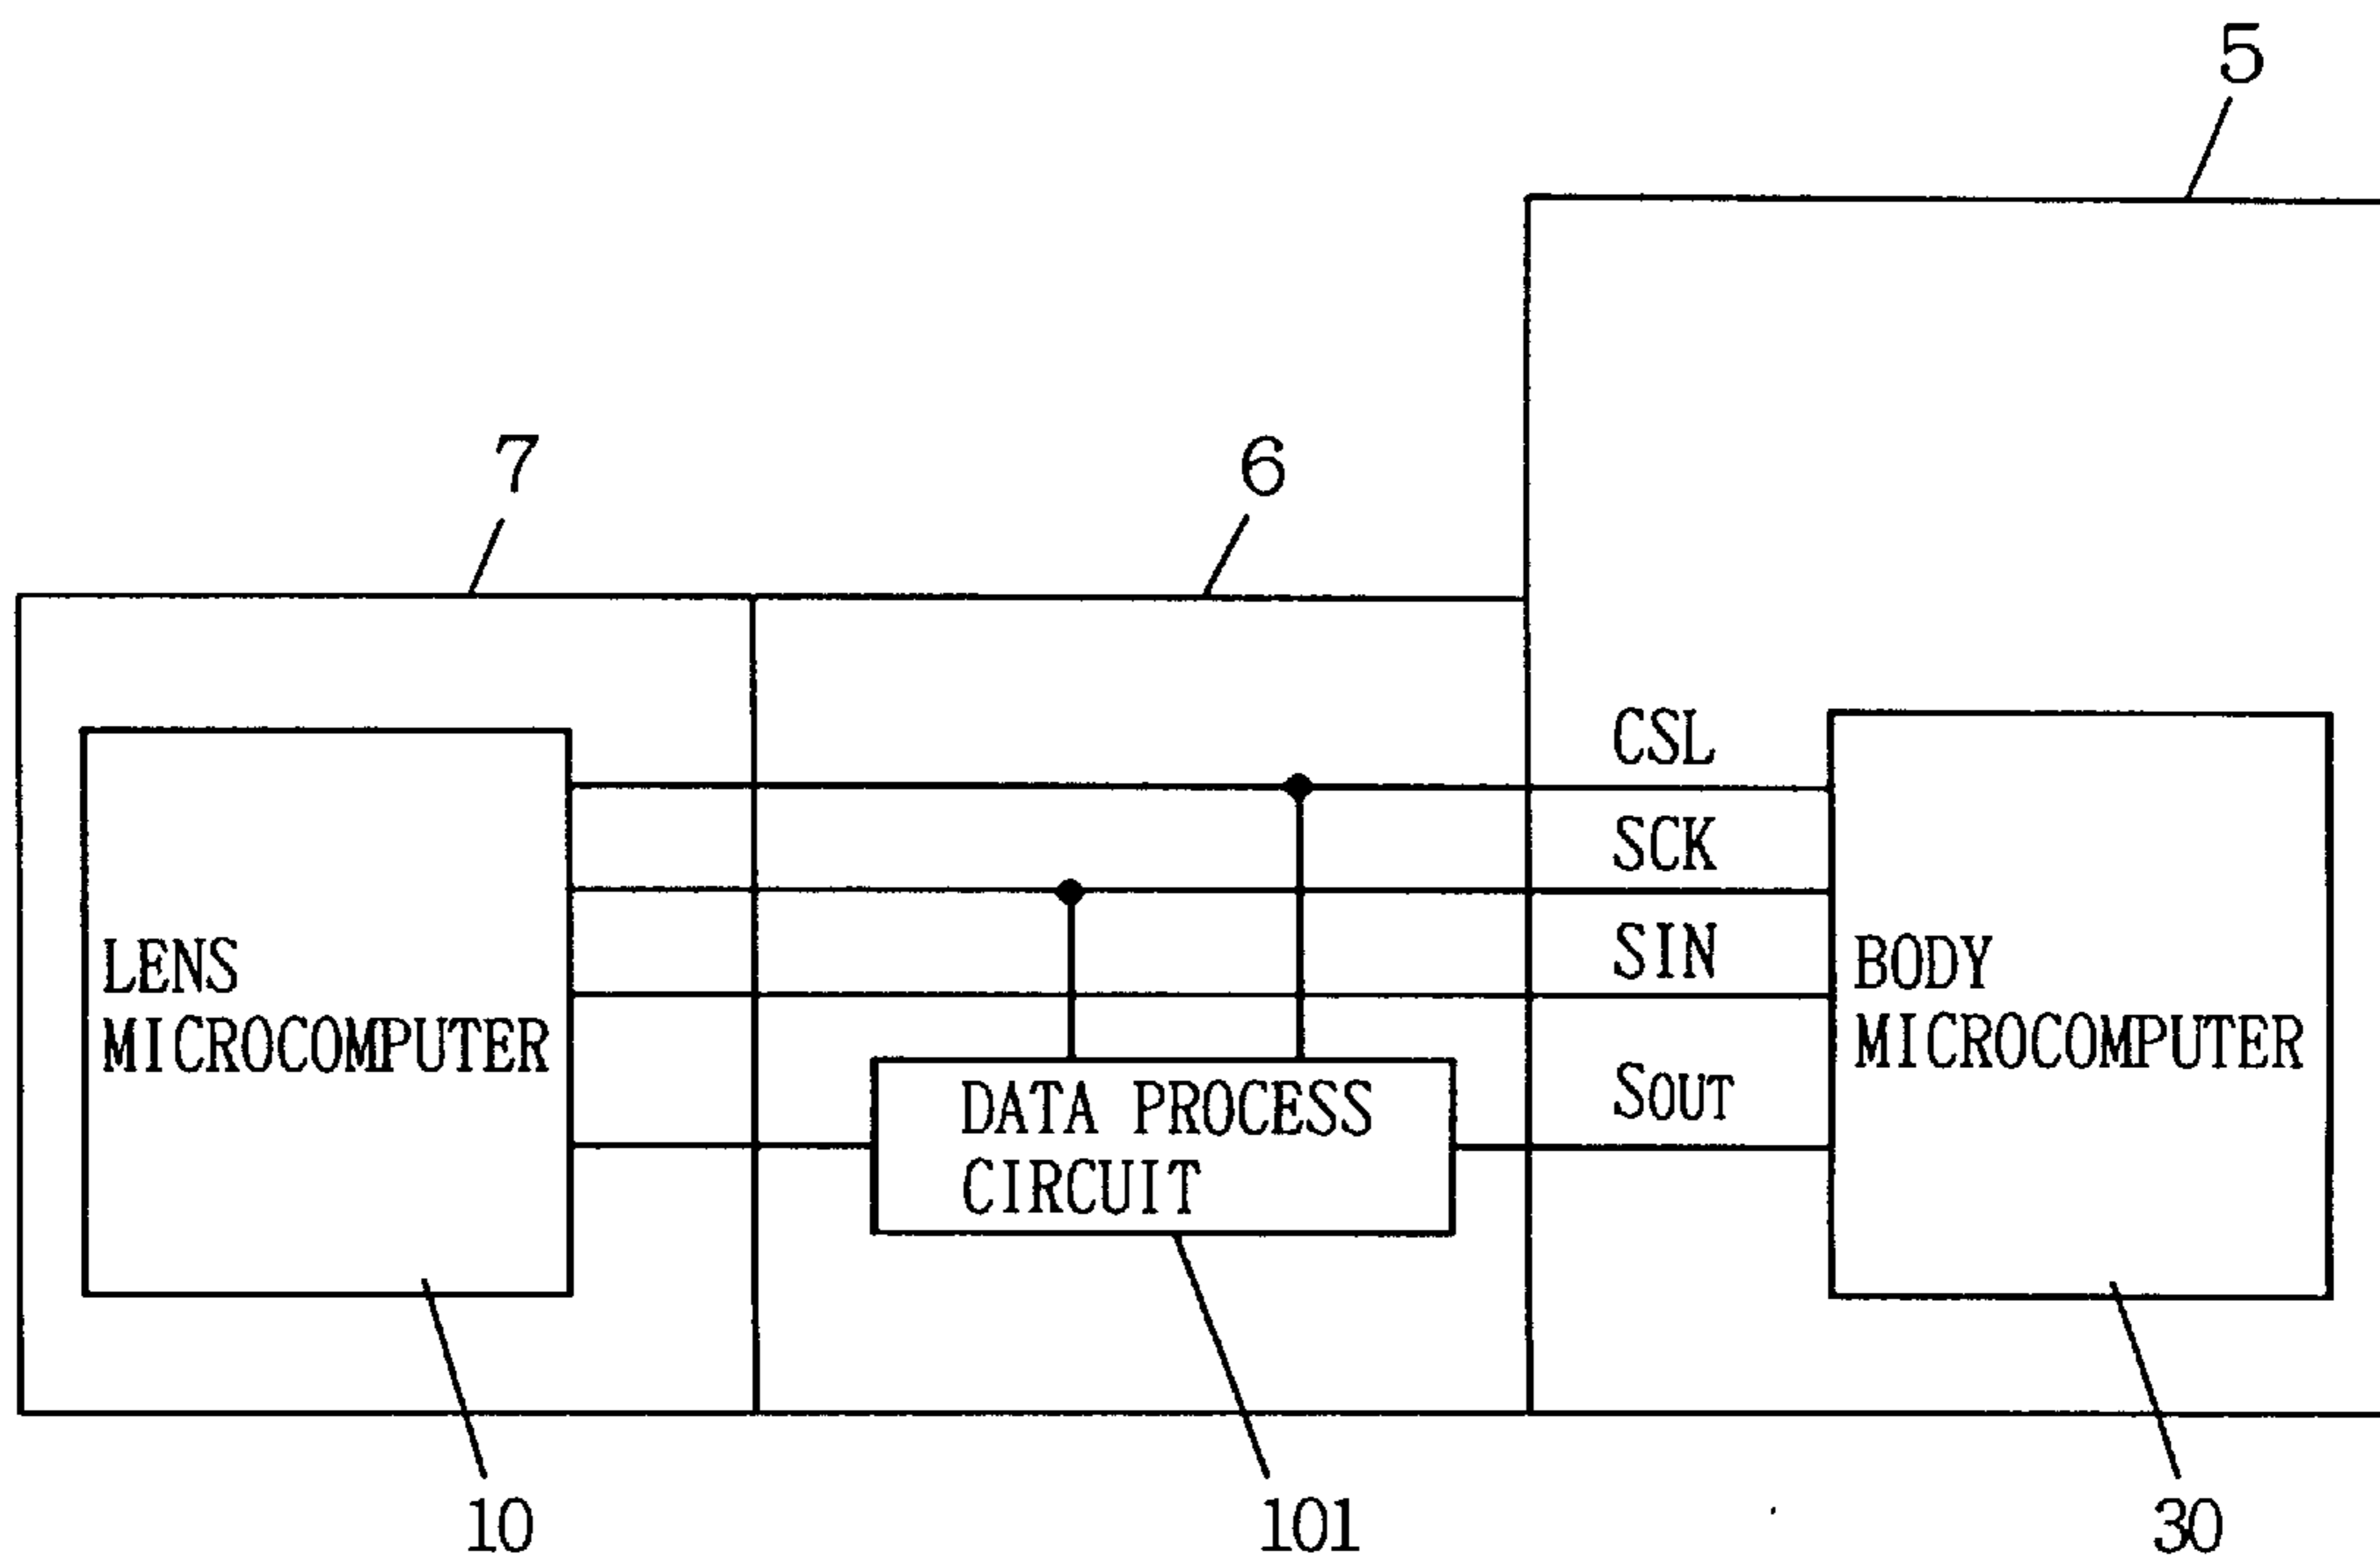 5
7
6
CSL
SCK
SIN
SOUT
LENS
MICROCOMPUTER
DATA PROCESS
CIRCUIT
BODY
MICROCOMPUTER
10
101
30